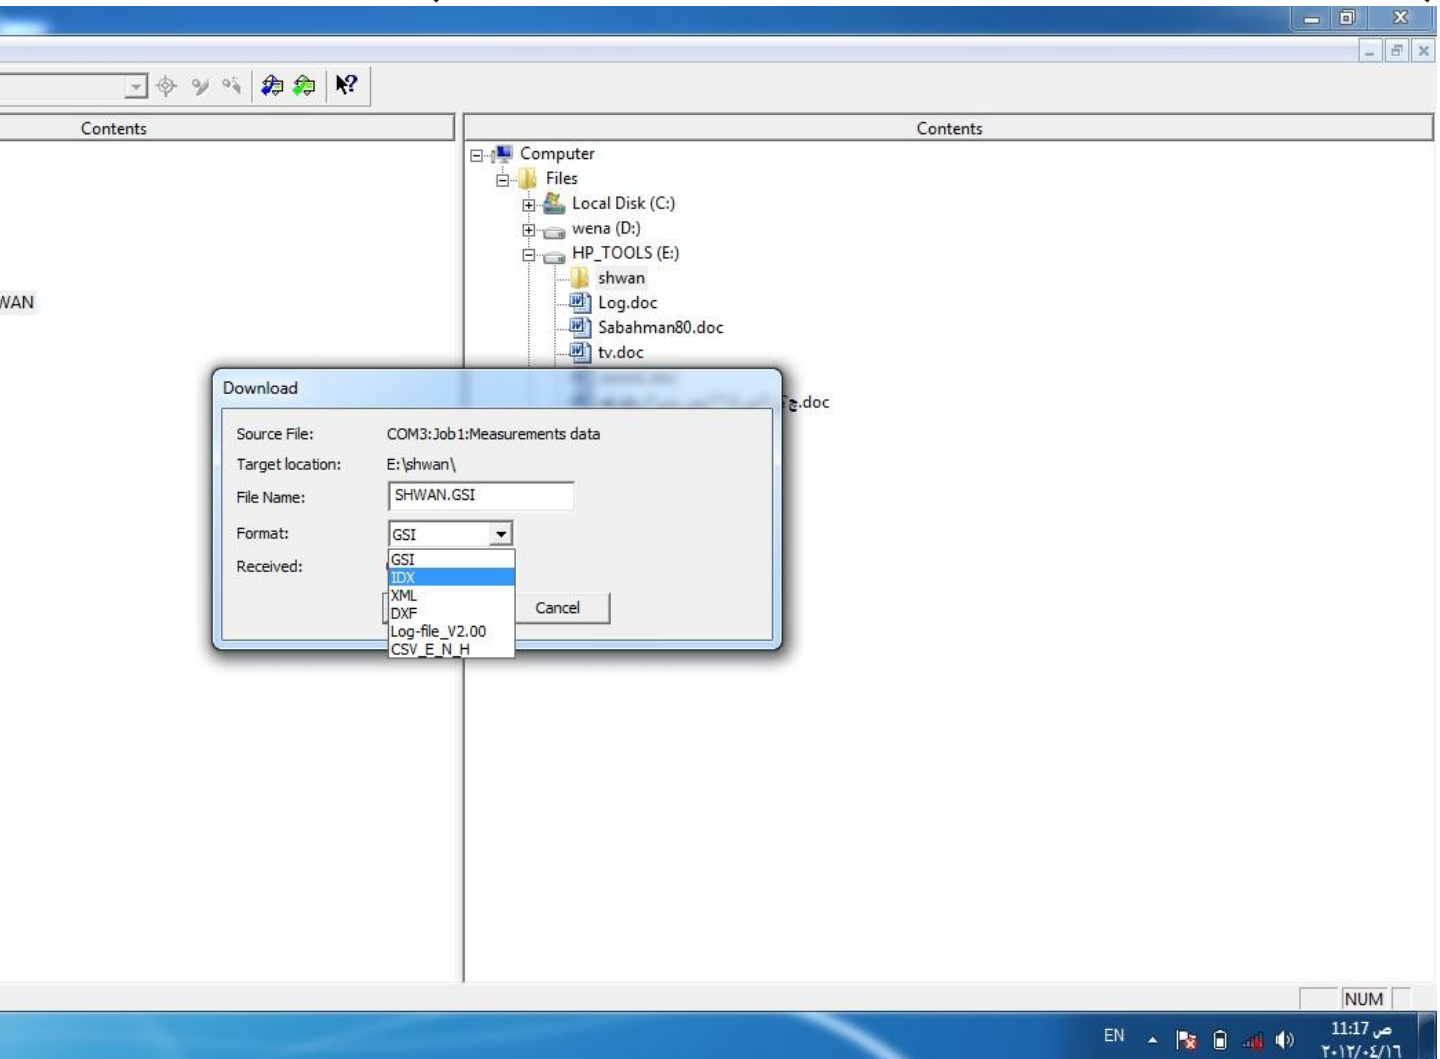 Contents
Contents
Computer
Files
Local Disk (C:)
wena (D:)
HP_TOOLS (E:)
shwan
WAN
Log.doc
Sabahman80.doc
tv.doc
.doc
Download
Source File: COM3:Job1:Measurements data
Target location: E:\shwan\
File Name: SHWAN.GSI
Format: GSI
Received:
GSI
IDX
XML
DXF
Log-file_V2.00
CSV_E_N_H
Cancel
NUM
EN
11:17 ص
٢٠١٢/٠٤/١٦